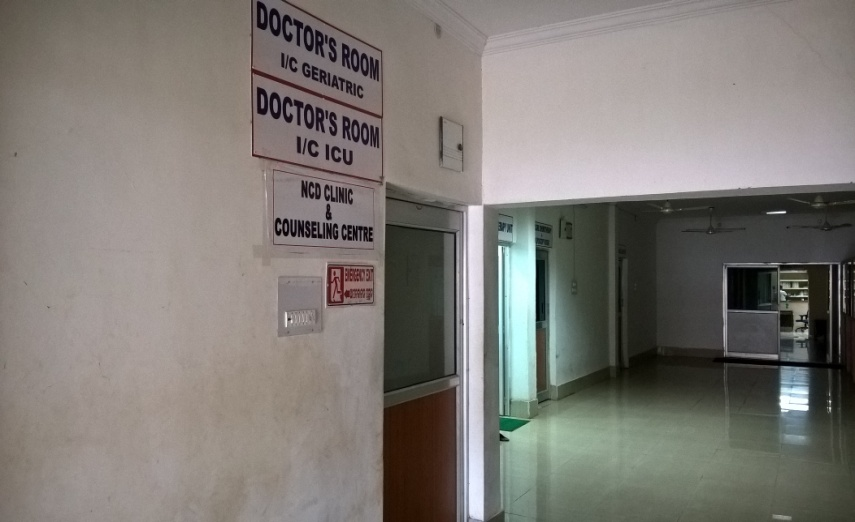 DOCTOR'S ROOM
I/C GERIATRIC
DOCTOR'S ROOM
I/C ICU
NCD CLINIC
&
COUNSELING CENTRE
EMERGENCY EXIT